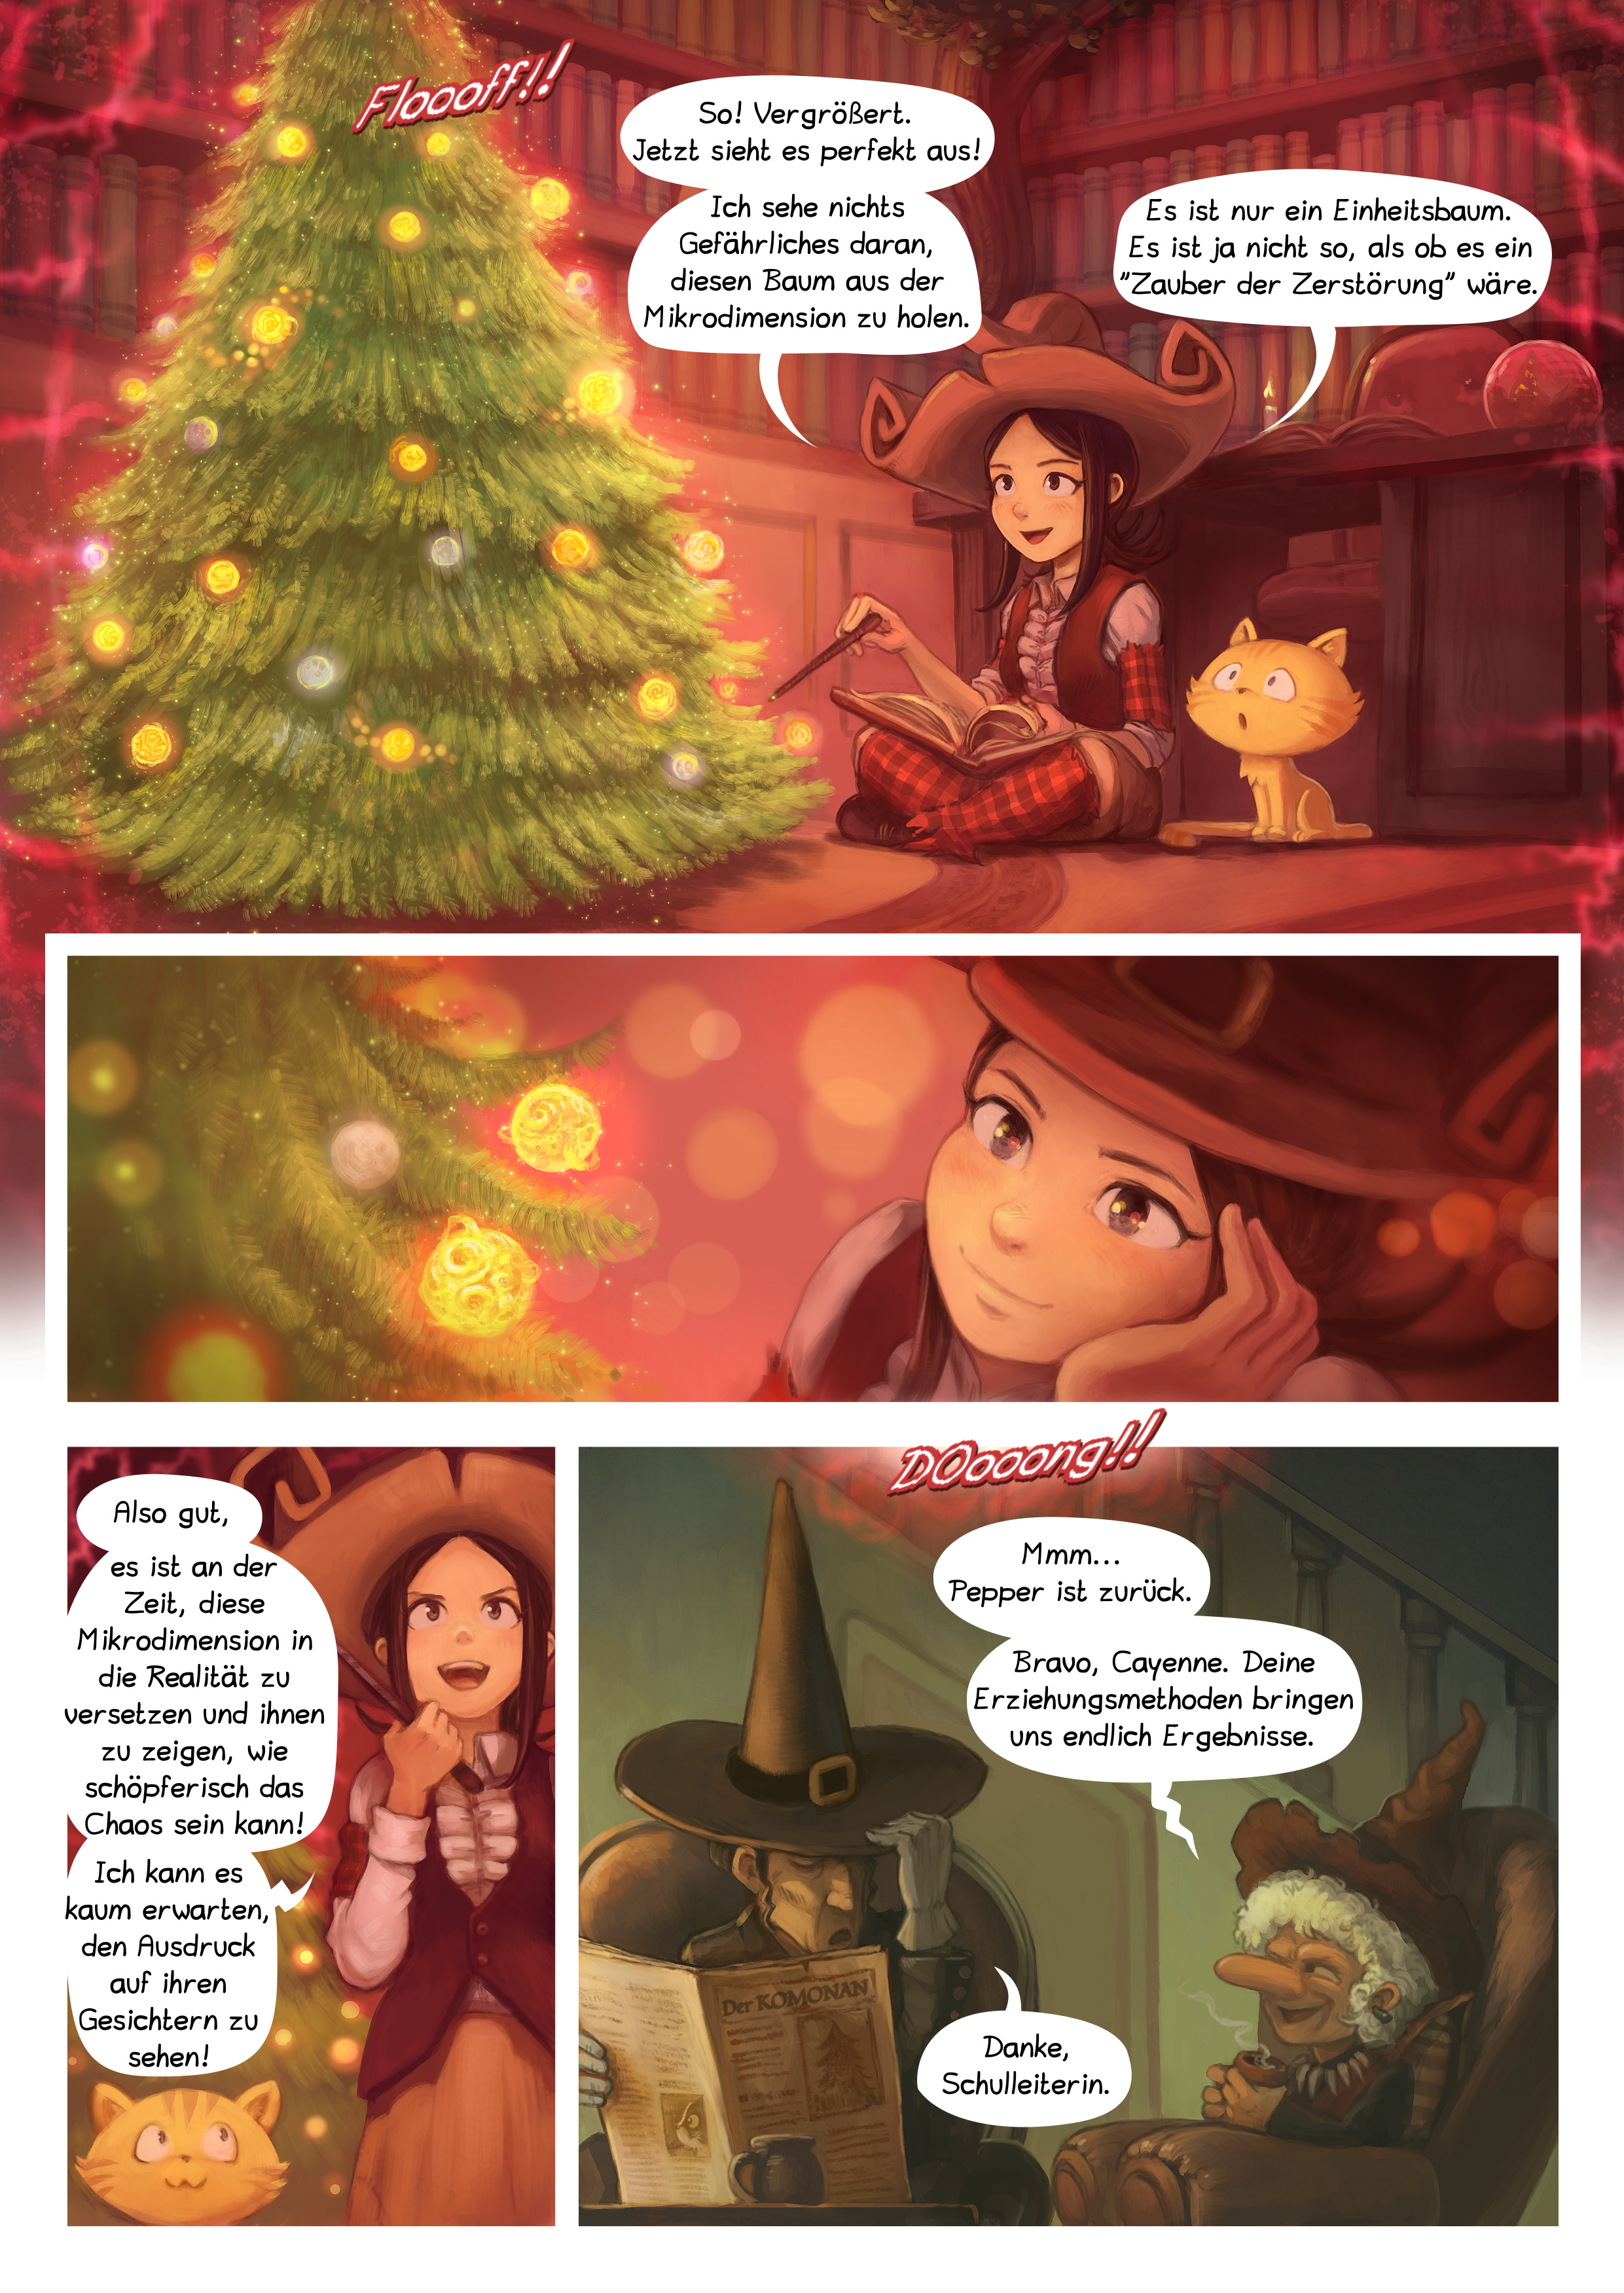 Floooff!!
So! Vergrößert.
Jetzt sieht es perfekt aus!
Ich sehe nichts
Gefährliches daran,
diesen Baum aus der
Mikrodimension zu holen.
Es ist nur ein Einheitsbaum.
Es ist ja nicht so, als ob es ein
"Zauber der Zerstörung" wäre.
Also gut,
es ist an der
Zeit, diese
Mikrodimension in
die Realität zu
versetzen und ihnen
zu zeigen, wie
schöpferisch das
Chaos sein kann!
Ich kann es
kaum erwarten,
den Ausdruck
auf ihren
Gesichtern zu
sehen!
DOoooong!!
Mmm...
Pepper ist zurück.
Bravo, Cayenne. Deine
Erziehungsmethoden bringen
uns endlich Ergebnisse.
Der KOMONAN
Danke,
Schulleiterin.